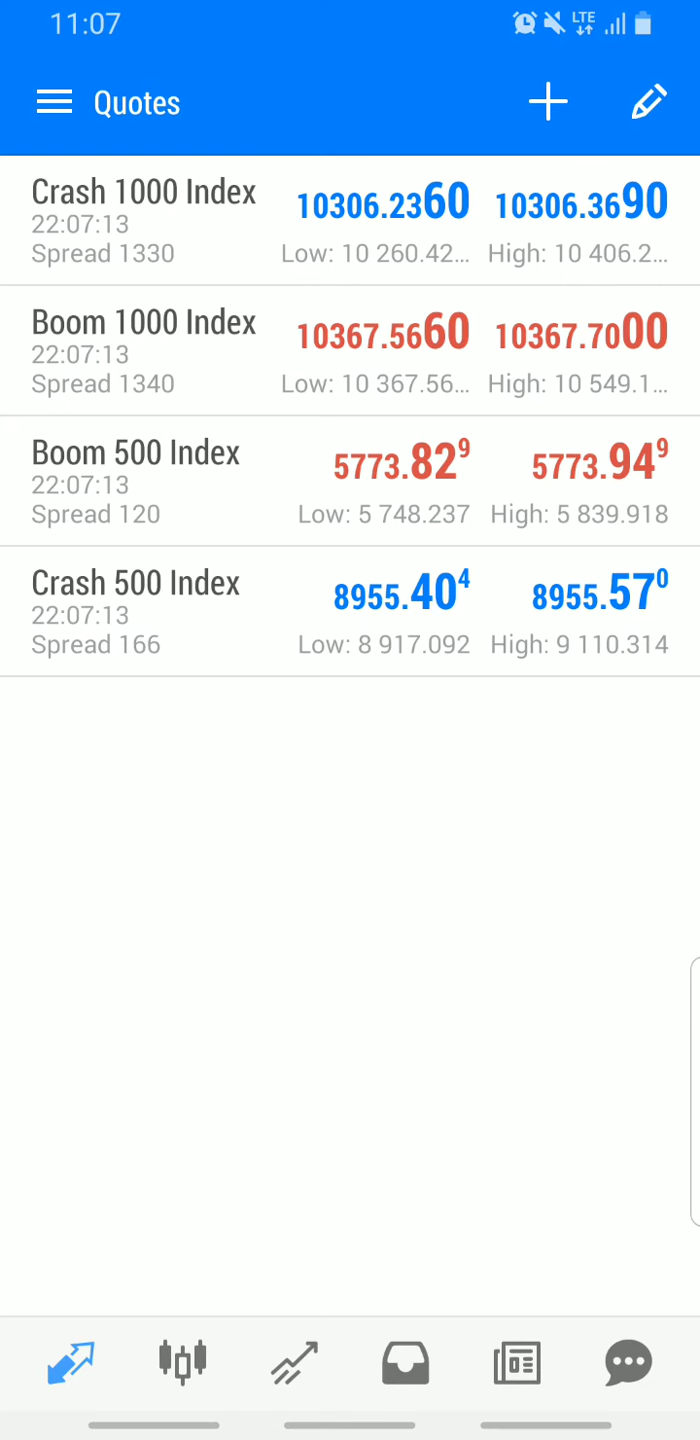 11:07 LTE
Quotes
Crash 1000 Index 10306.2360 10306.3690
22:07:13
Spread 1330 Low: 10 260.42... High: 10 406.2...
Boom 1000 Index 10367.5660 10367.7000
22:07:13
Spread 1340 Low: 10 367.56... High: 10 549.1...
Boom 500 Index 5773.829 5773.949
22:07:13
Spread 120 Low: 5 748.237 High: 5 839.918
Crash 500 Index 8955.404 8955.570
22:07:13
Spread 166 Low: 8 917.092 High: 9 110.314